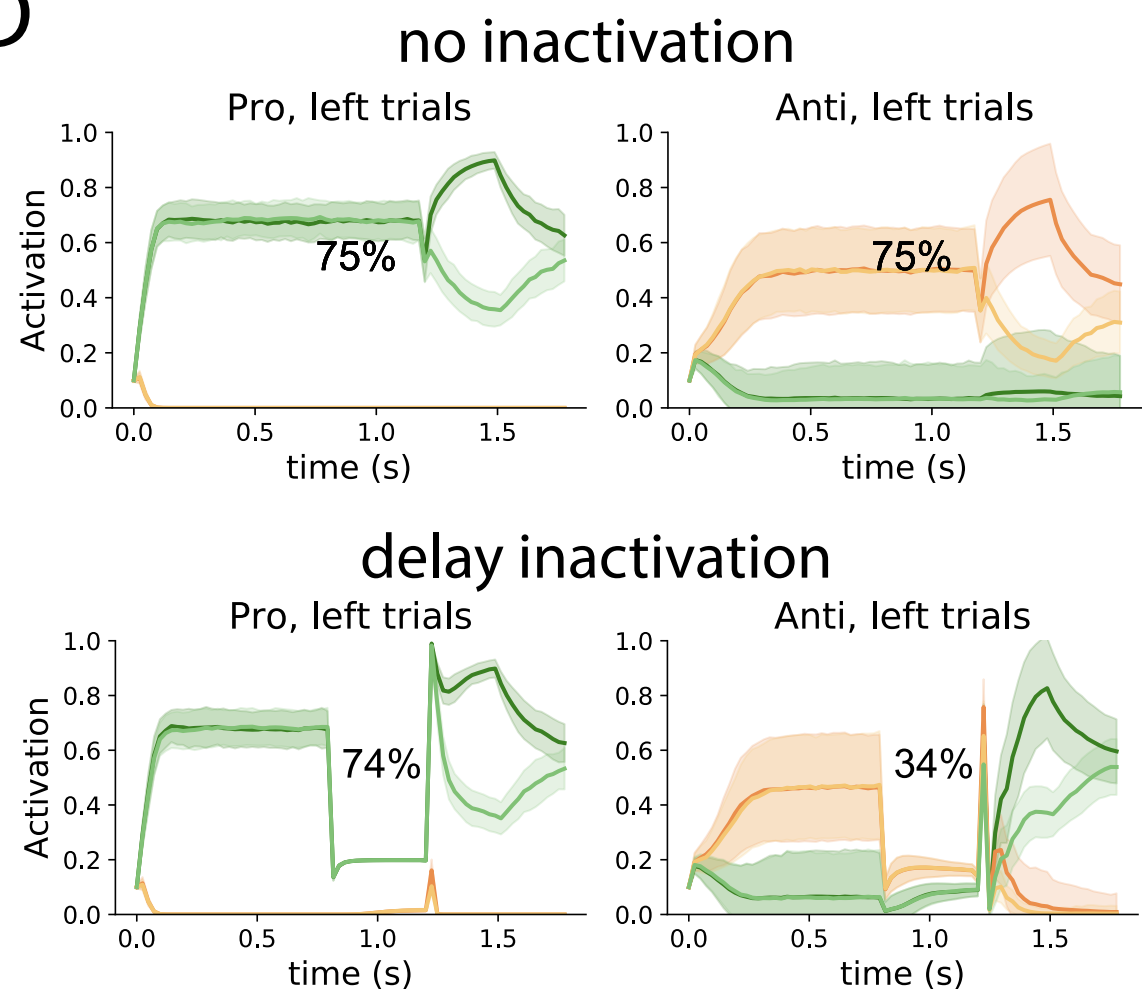 D
no inactivation
Pro, left trials
Anti, left trials
1.0
0.8
0.6
0.4
0.2
0.0
Activation
75%
0.0 0.5 1.0 1.5
time (s)
1.0
0.8
0.6
0.4
0.2
0.0
75%
0.0 0.5 1.0 1.5
time (s)
delay inactivation
Pro, left trials
Anti, left trials
1.0
0.8
0.6
0.4
0.2
0.0
Activation
74%
0.0 0.5 1.0 1.5
time (s)
1.0
0.8
0.6
0.4
0.2
0.0
34%
0.0 0.5 1.0 1.5
time (s)